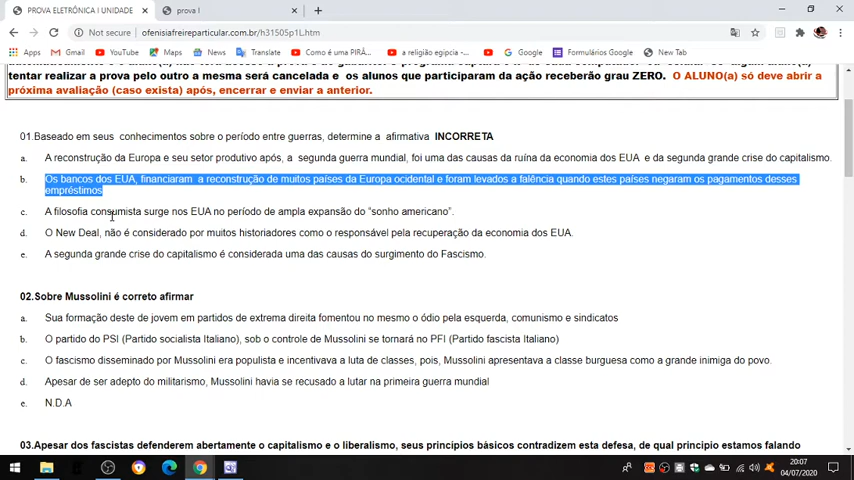 PROVA ELETRÔNICA I UNIDADE
prova I
Not secure
ofenisiafreireparticular.com.br/h31505p1L.htm
Apps
Gmail
YouTube
Maps
News
Translate
Como é uma PIRÂ...
a religião egipcia -...
Google
Formulários Google
New Tab
tentar realizar a prova pelo outro a mesma será cancelada e os alunos que participaram da ação receberão grau ZERO. O ALUNO(a) só deve abrir a
próxima avaliação (caso exista) após, encerrar e enviar a anterior.
01.Baseado em seus conhecimentos sobre o período entre guerras, determine a afirmativa INCORRETA
a. A reconstrução da Europa e seu setor produtivo após, a segunda guerra mundial, foi uma das causas da ruína da economia dos EUA e da segunda grande crise do capitalismo.
b. Os bancos dos EUA, financiaram a reconstrução de muitos países da Europa ocidental e foram levados a falência quando estes países negaram os pagamentos desses
empréstimos
c. A filosofia consumista surge nos EUA no período de ampla expansão do “sonho americano”.
d. O New Deal, não é considerado por muitos historiadores como o responsável pela recuperação da economia dos EUA.
e. A segunda grande crise do capitalismo é considerada uma das causas do surgimento do Fascismo.
02.Sobre Mussolini é correto afirmar
a. Sua formação deste de jovem em partidos de extrema direita fomentou no mesmo o ódio pela esquerda, comunismo e sindicatos
b. O partido do PSI (Partido socialista Italiano), sob o controle de Mussolini se tornará no PFI (Partido fascista Italiano)
c. O fascismo disseminado por Mussolini era populista e incentivava a luta de classes, pois, Mussolini apresentava a classe burguesa como a grande inimiga do povo.
d. Apesar de ser adepto do militarismo, Mussolini havia se recusado a lutar na primeira guerra mundial
e. N.D.A
03.Apesar dos fascistas defenderem abertamente o capitalismo e o liberalismo, seus princípios básicos contradizem esta defesa, de qual principio estamos falando
20:07
04/07/2020